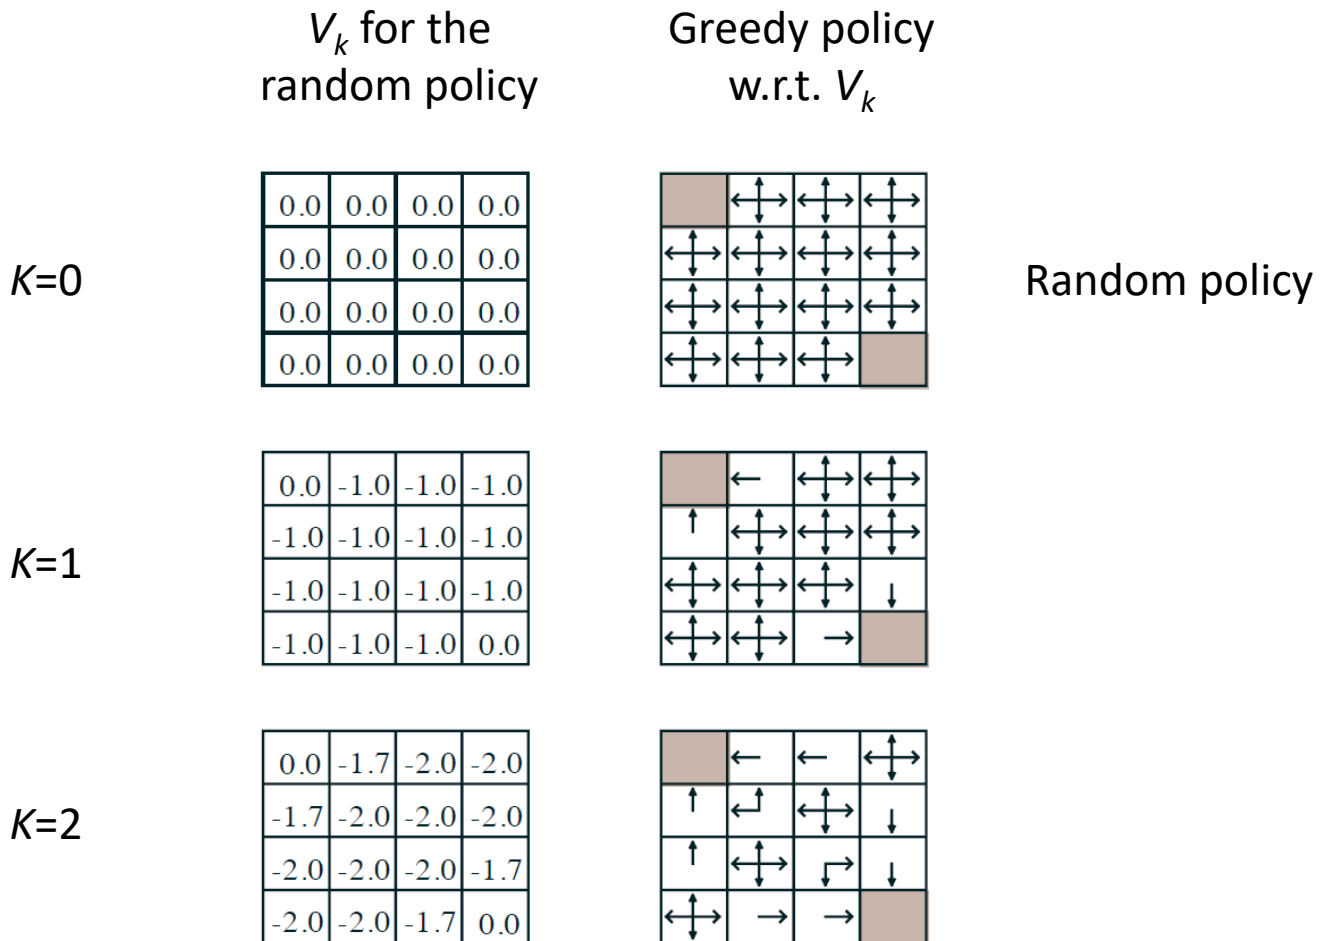 V_k for the
random policy
Greedy policy
w.r.t. V_k
K=0
0.0 0.0 0.0 0.0
0.0 0.0 0.0 0.0
0.0 0.0 0.0 0.0
0.0 0.0 0.0 0.0
Random policy
K=1
0.0 -1.0 -1.0 -1.0
-1.0 -1.0 -1.0 -1.0
-1.0 -1.0 -1.0 -1.0
-1.0 -1.0 -1.0 0.0
K=2
0.0 -1.7 -2.0 -2.0
-1.7 -2.0 -2.0 -2.0
-2.0 -2.0 -2.0 -1.7
-2.0 -2.0 -1.7 0.0